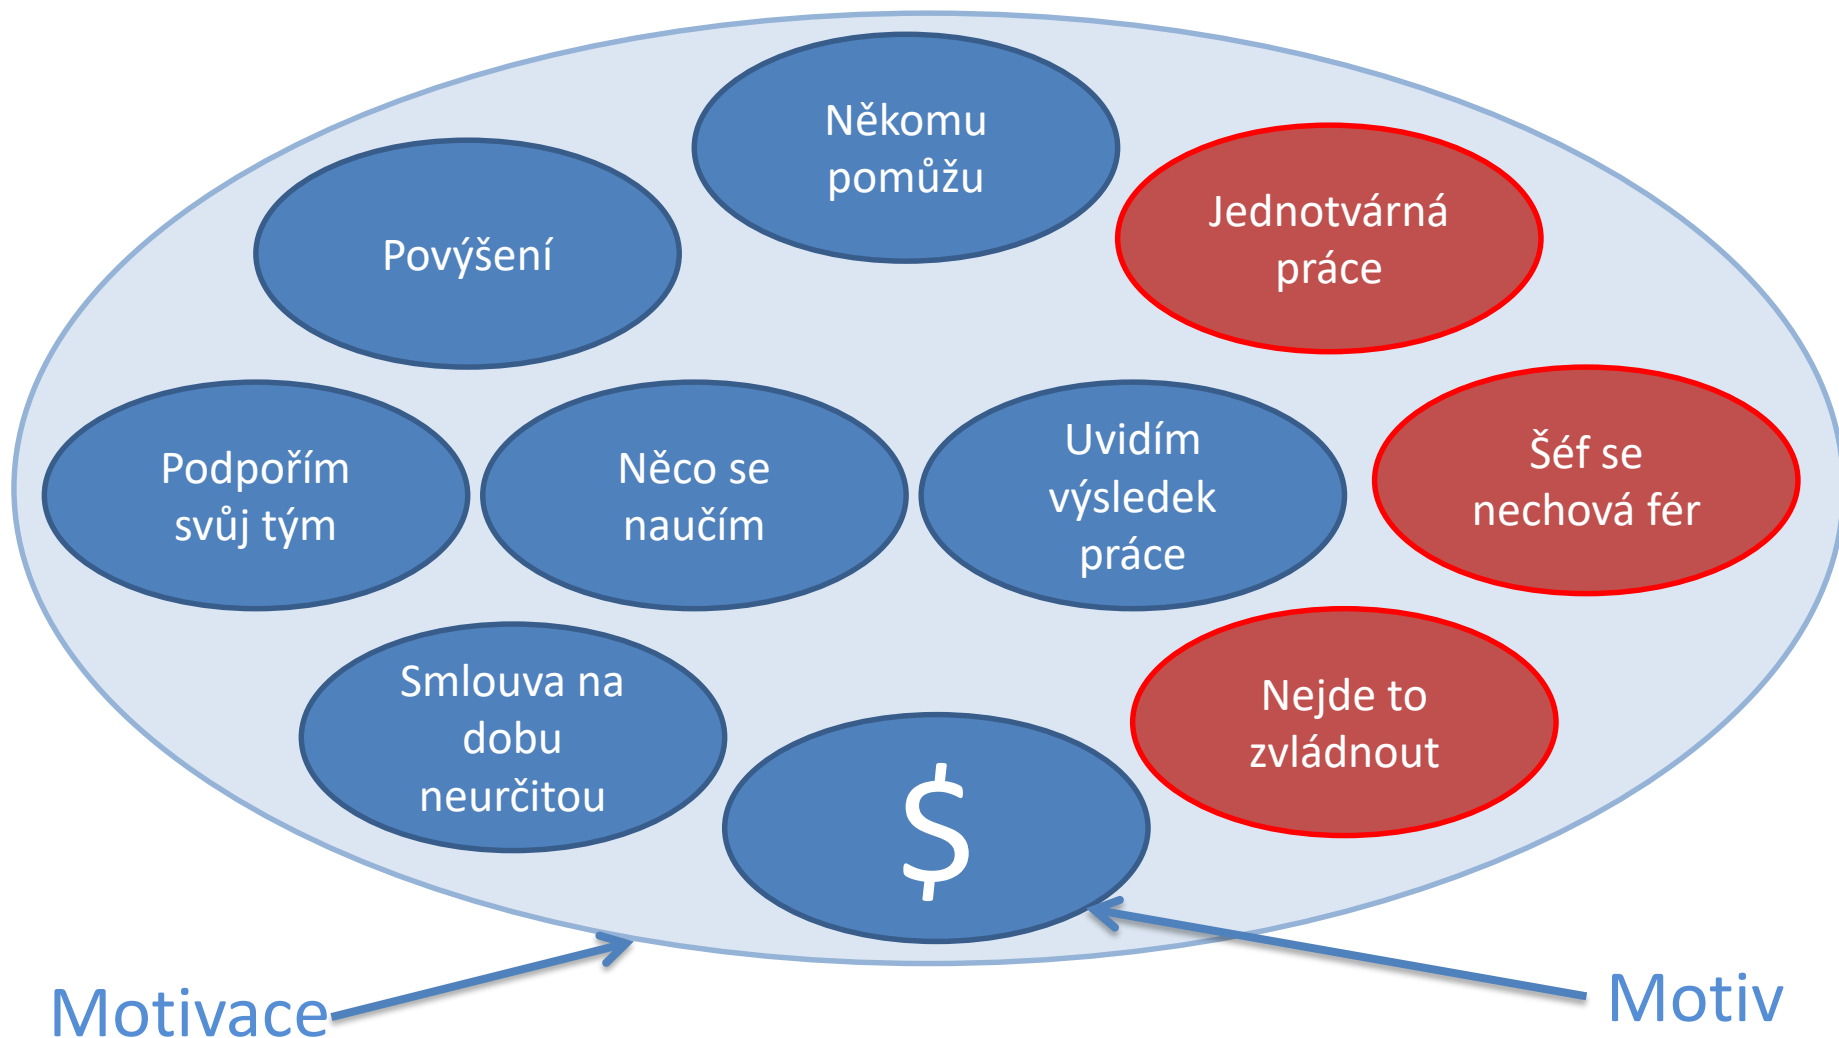 Někomu
pomůžu
Jednotvárná
práce
Povýšení
Podpořím
svůj tým
Něco se
naučím
Uvidím
výsledek
práce
Šéf se
nechová fér
Smlouva na
dobu
neurčitou
$
Nejde to
zvládnout
Motivace
Motiv